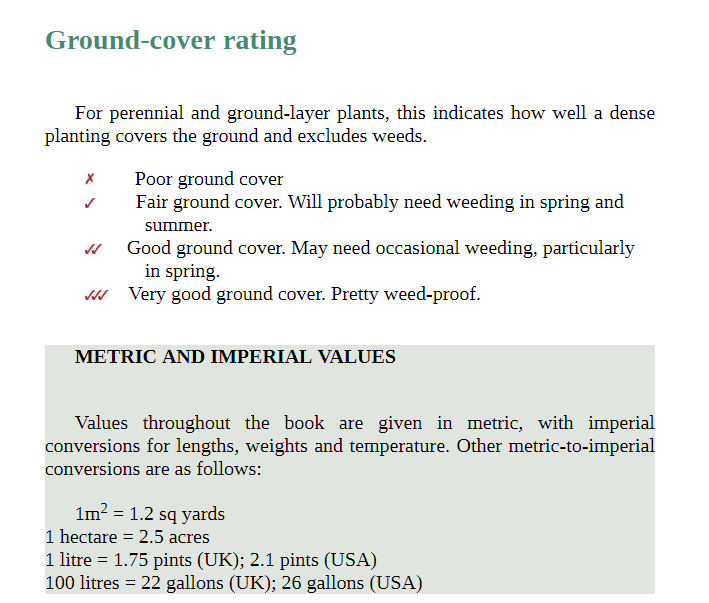 Ground-cover rating
For perennial and ground-layer plants, this indicates how well a dense
planting covers the ground and excludes weeds.
✗ Poor ground cover
✓ Fair ground cover. Will probably need weeding in spring and
summer.
✓✓ Good ground cover. May need occasional weeding, particularly
in spring.
✓✓✓ Very good ground cover. Pretty weed-proof.
METRIC AND IMPERIAL VALUES
Values throughout the book are given in metric, with imperial
conversions for lengths, weights and temperature. Other metric-to-imperial
conversions are as follows:
1m² = 1.2 sq yards
1 hectare = 2.5 acres
1 litre = 1.75 pints (UK); 2.1 pints (USA)
100 litres = 22 gallons (UK); 26 gallons (USA)